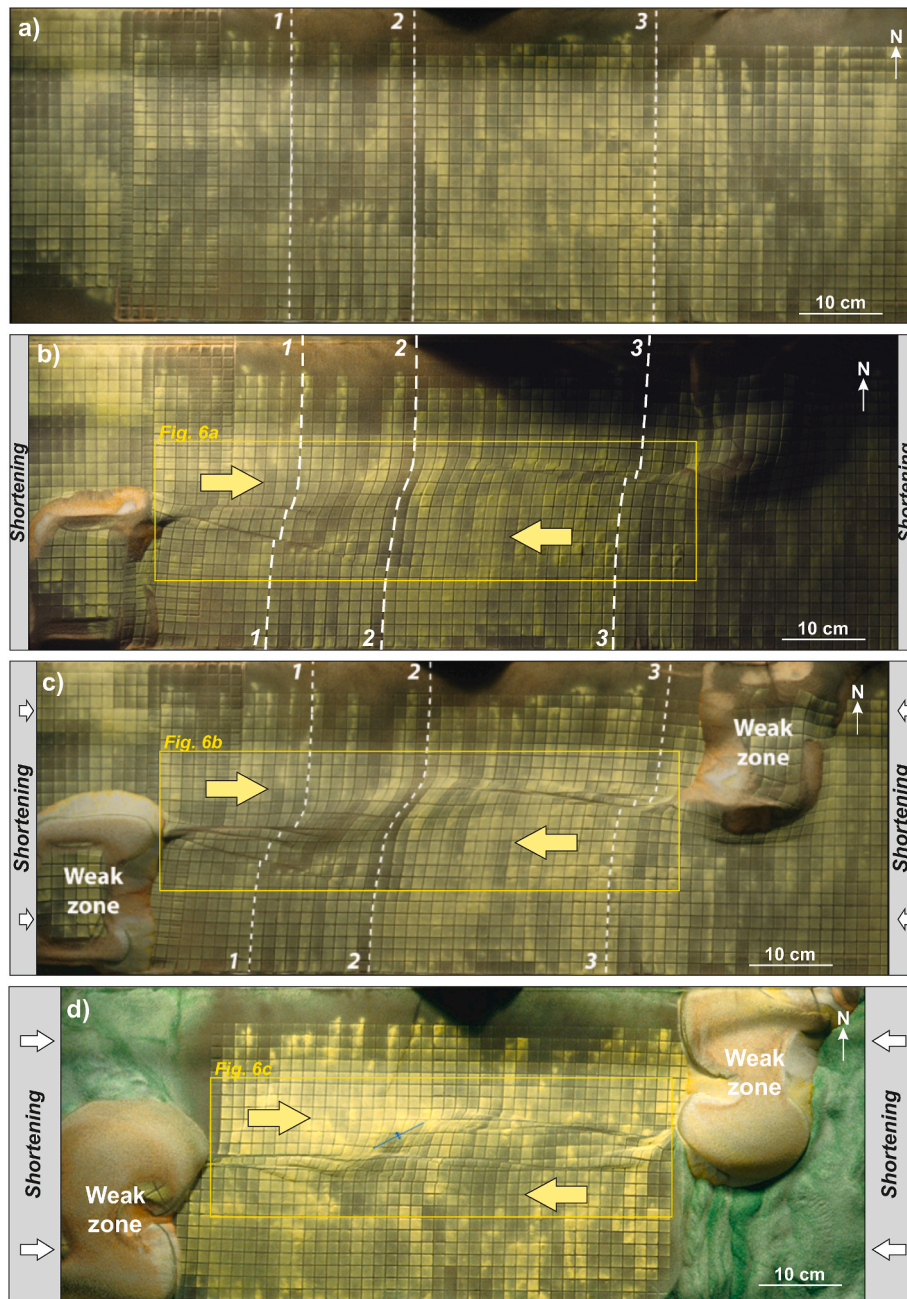 a)
1
2
3
N
10 cm
b)
1
2
3
N
Fig. 6a
Shortening
Shortening
1
2
3
10 cm
c)
1
2
3
N
Fig. 6b
Weak
zone
Shortening
Shortening
Weak
zone
1
2
3
10 cm
d)
N
Fig. 6c
Weak
zone
Shortening
Shortening
Weak
zone
10 cm